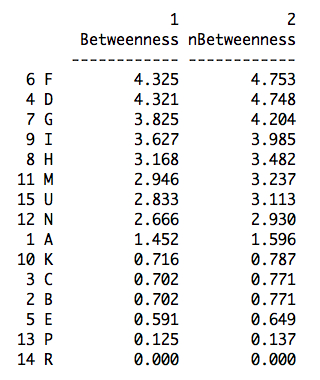 1 2
Betweenness nBetweenness
------------ ------------
6 F 4.325 4.753
4 D 4.321 4.748
7 G 3.825 4.204
9 I 3.627 3.985
8 H 3.168 3.482
11 M 2.946 3.237
15 U 2.833 3.113
12 N 2.666 2.930
1 A 1.452 1.596
10 K 0.716 0.787
3 C 0.702 0.771
2 B 0.702 0.771
5 E 0.591 0.649
13 P 0.125 0.137
14 R 0.000 0.000